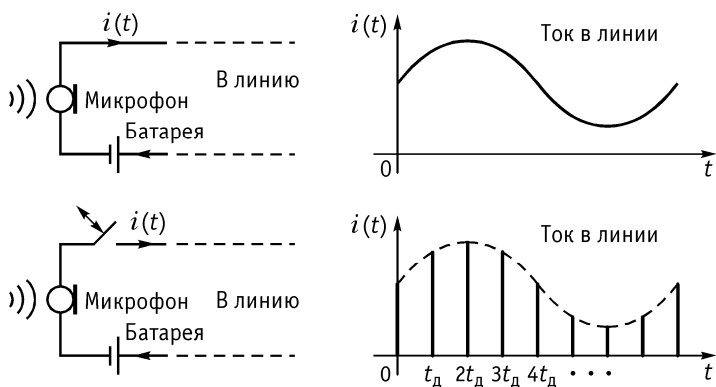 i(t)
В линию
Микрофон
Батарея
i(t)
Ток в линии
0
t
i(t)
Микрофон
В линию
Батарея
i(t)
Ток в линии
0
tд 2tд 3tд 4tд • • •
t